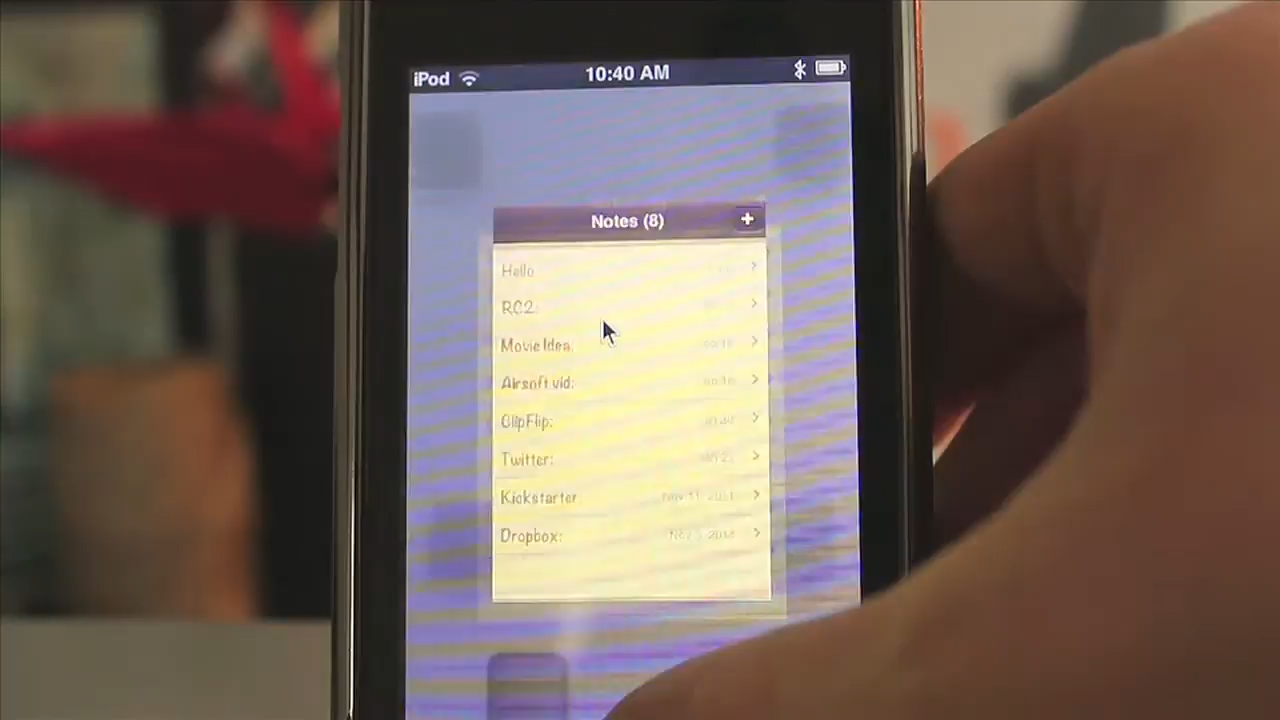 iPod 10:40 AM
Notes (8) +
Hello
RC2:
Movie Idea:
Airsoft vid:
ClipFlip:
Twitter:
Kickstarter
Dropbox: